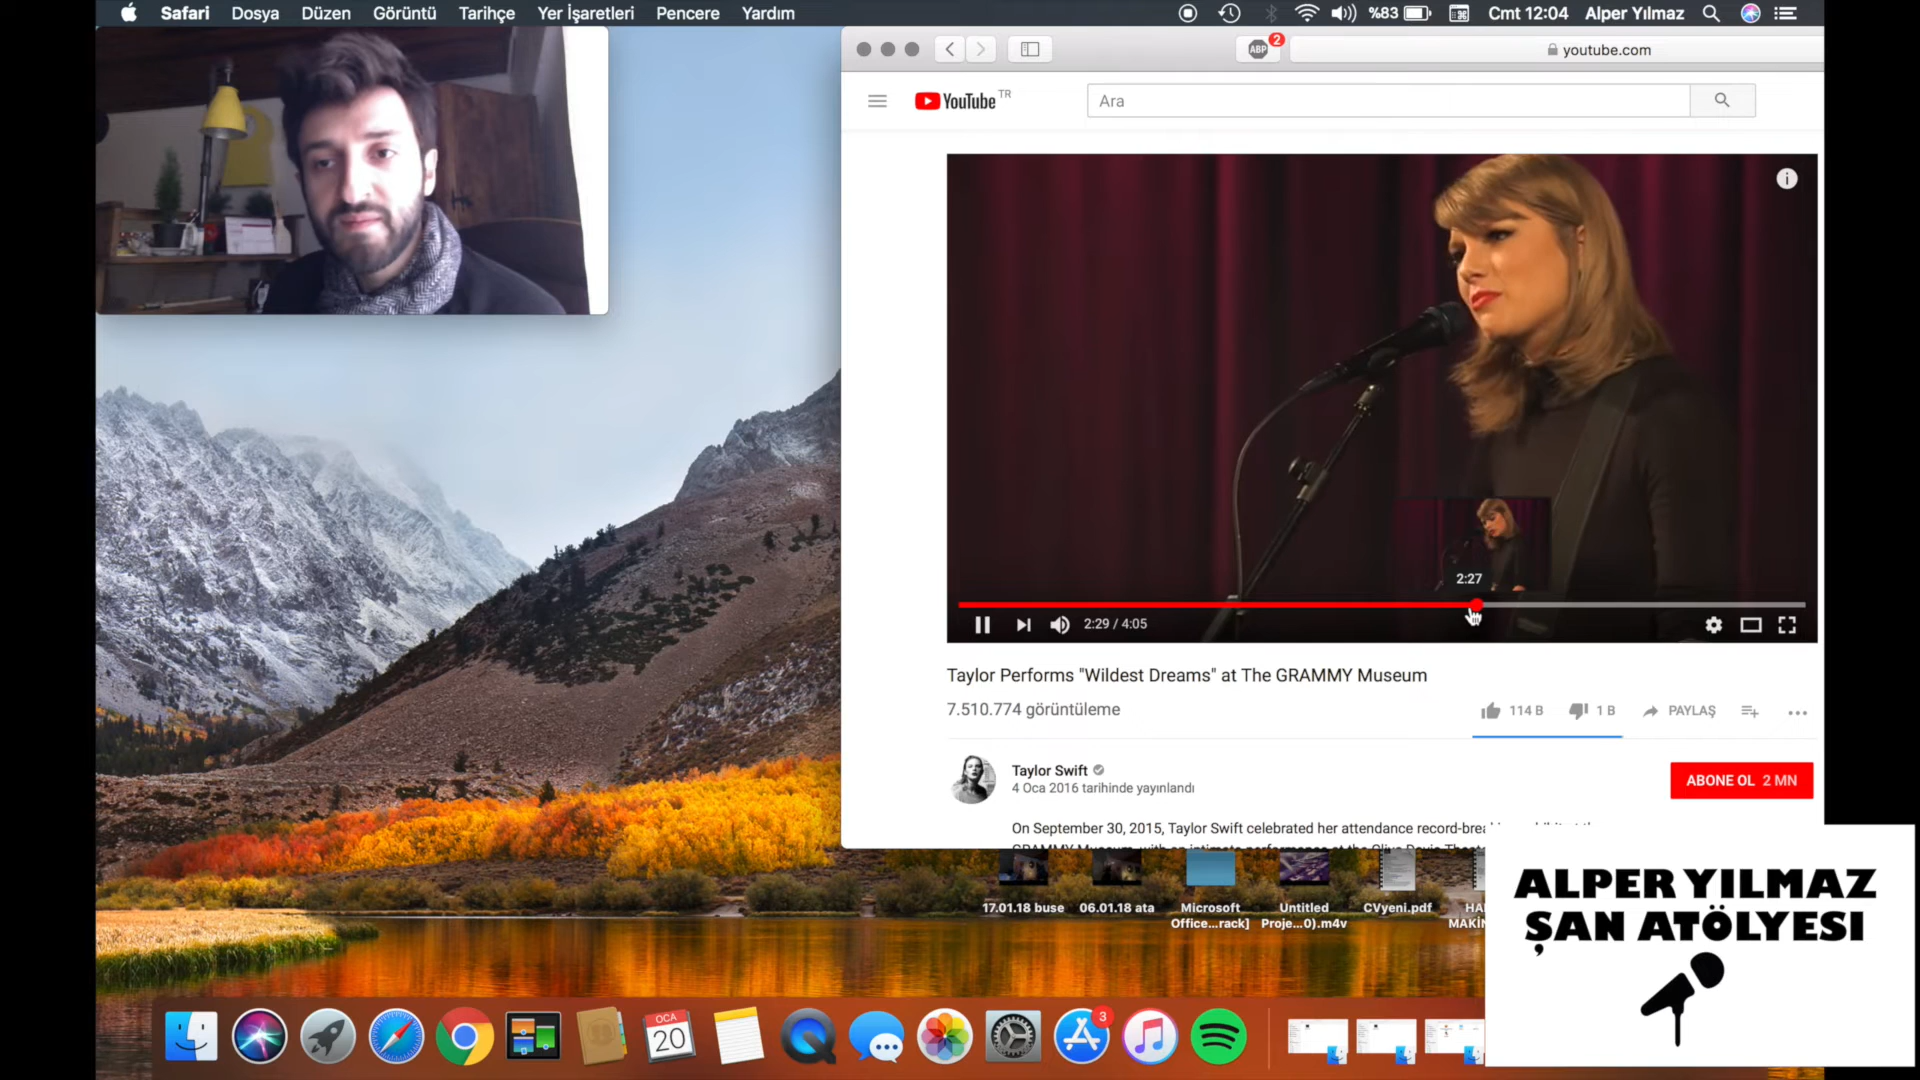 Safari Dosya Düzen Görüntü Tarihçe Yer İşaretleri Pencere Yardım %83 Cmt 12:04 Alper Yılmaz
ABP 2 youtube.com
YouTube TR Ara
2:27
2:29 / 4:05
Taylor Performs "Wildest Dreams" at The GRAMMY Museum
7.510.774 görüntüleme 114 B 1 B PAYLAŞ
Taylor Swift
4 Oca 2016 tarihinde yayınlandı
ABONE OL 2 MN
On September 30, 2015, Taylor Swift celebrated her attendance
17.01.18 buse 06.01.18 ata Microsoft Office...rack] Untitled Proje...0).m4v CVyeni.pdf
ALPER YILMAZ
ŞAN ATÖLYESI
OCA
20
3